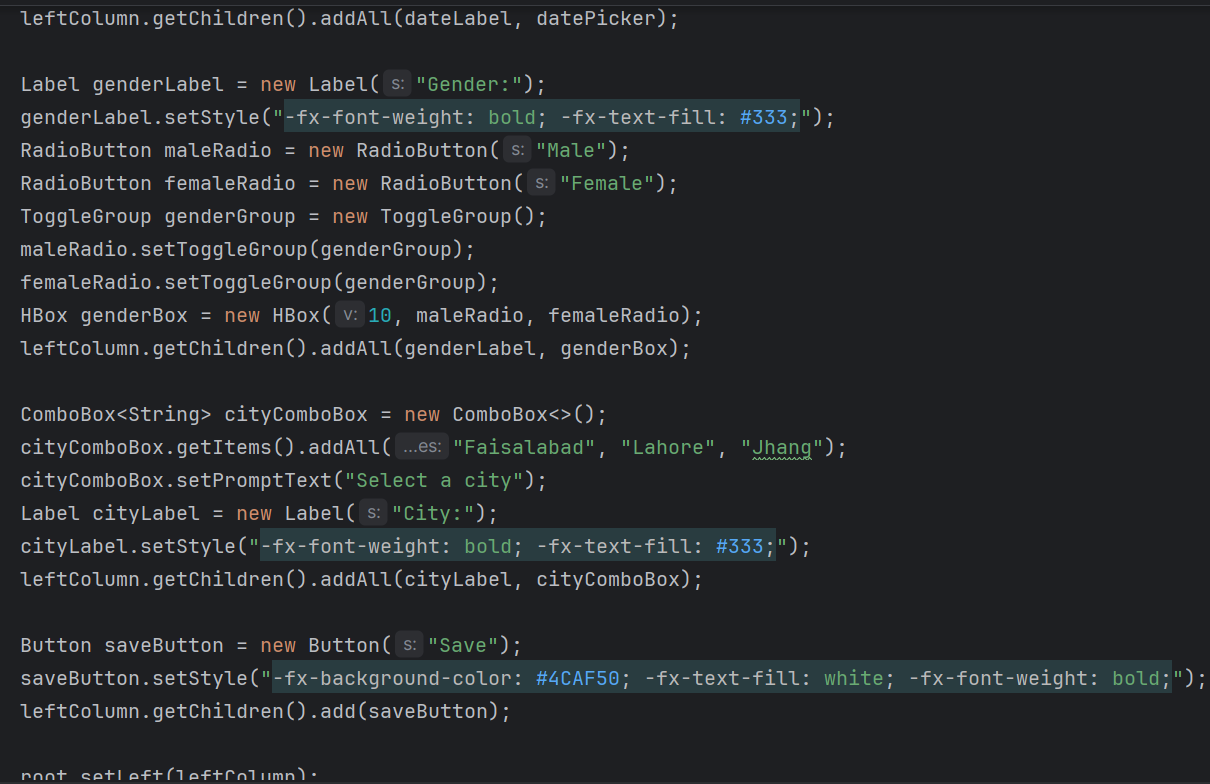 leftColumn.getChildren().addAll(dateLabel, datePicker);
Label genderLabel = new Label( s: "Gender:");
genderLabel.setStyle("-fx-font-weight: bold; -fx-text-fill: #333;");
RadioButton maleRadio = new RadioButton( s: "Male");
RadioButton femaleRadio = new RadioButton( s: "Female");
ToggleGroup genderGroup = new ToggleGroup();
maleRadio.setToggleGroup(genderGroup);
femaleRadio.setToggleGroup(genderGroup);
HBox genderBox = new HBox( v: 10, maleRadio, femaleRadio);
leftColumn.getChildren().addAll(genderLabel, genderBox);
ComboBox<String> cityComboBox = new ComboBox<>();
cityComboBox.getItems().addAll( ...es: "Faisalabad", "Lahore", "Jhang");
cityComboBox.setPromptText("Select a city");
Label cityLabel = new Label( s: "City:");
cityLabel.setStyle("-fx-font-weight: bold; -fx-text-fill: #333;");
leftColumn.getChildren().addAll(cityLabel, cityComboBox);
Button saveButton = new Button( s: "Save");
saveButton.setStyle("-fx-background-color: #4CAF50; -fx-text-fill: white; -fx-font-weight: bold;");
leftColumn.getChildren().add(saveButton);
root.setLeft(leftColumn);